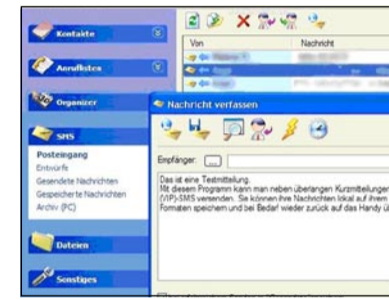 Kontakte
Anruflisten
Organizer
SMS
Posteingang
Entwürfe
Gesendete Nachrichten
Gespeicherte Nachrichten
Archiv (PC)
Dateien
Sonstiges
Von Nachricht
Nachricht verfassen
Empfänger: ...
Das ist eine Testmitteilung.
Mit diesem Programm kann man neben überlangen Kurzmitteilungen
(VIP)-SMS versenden. Sie können ihre Nachrichten lokal auf ihrem
Formaten speichern und bei Bedarf wieder zurück auf das Handy ü